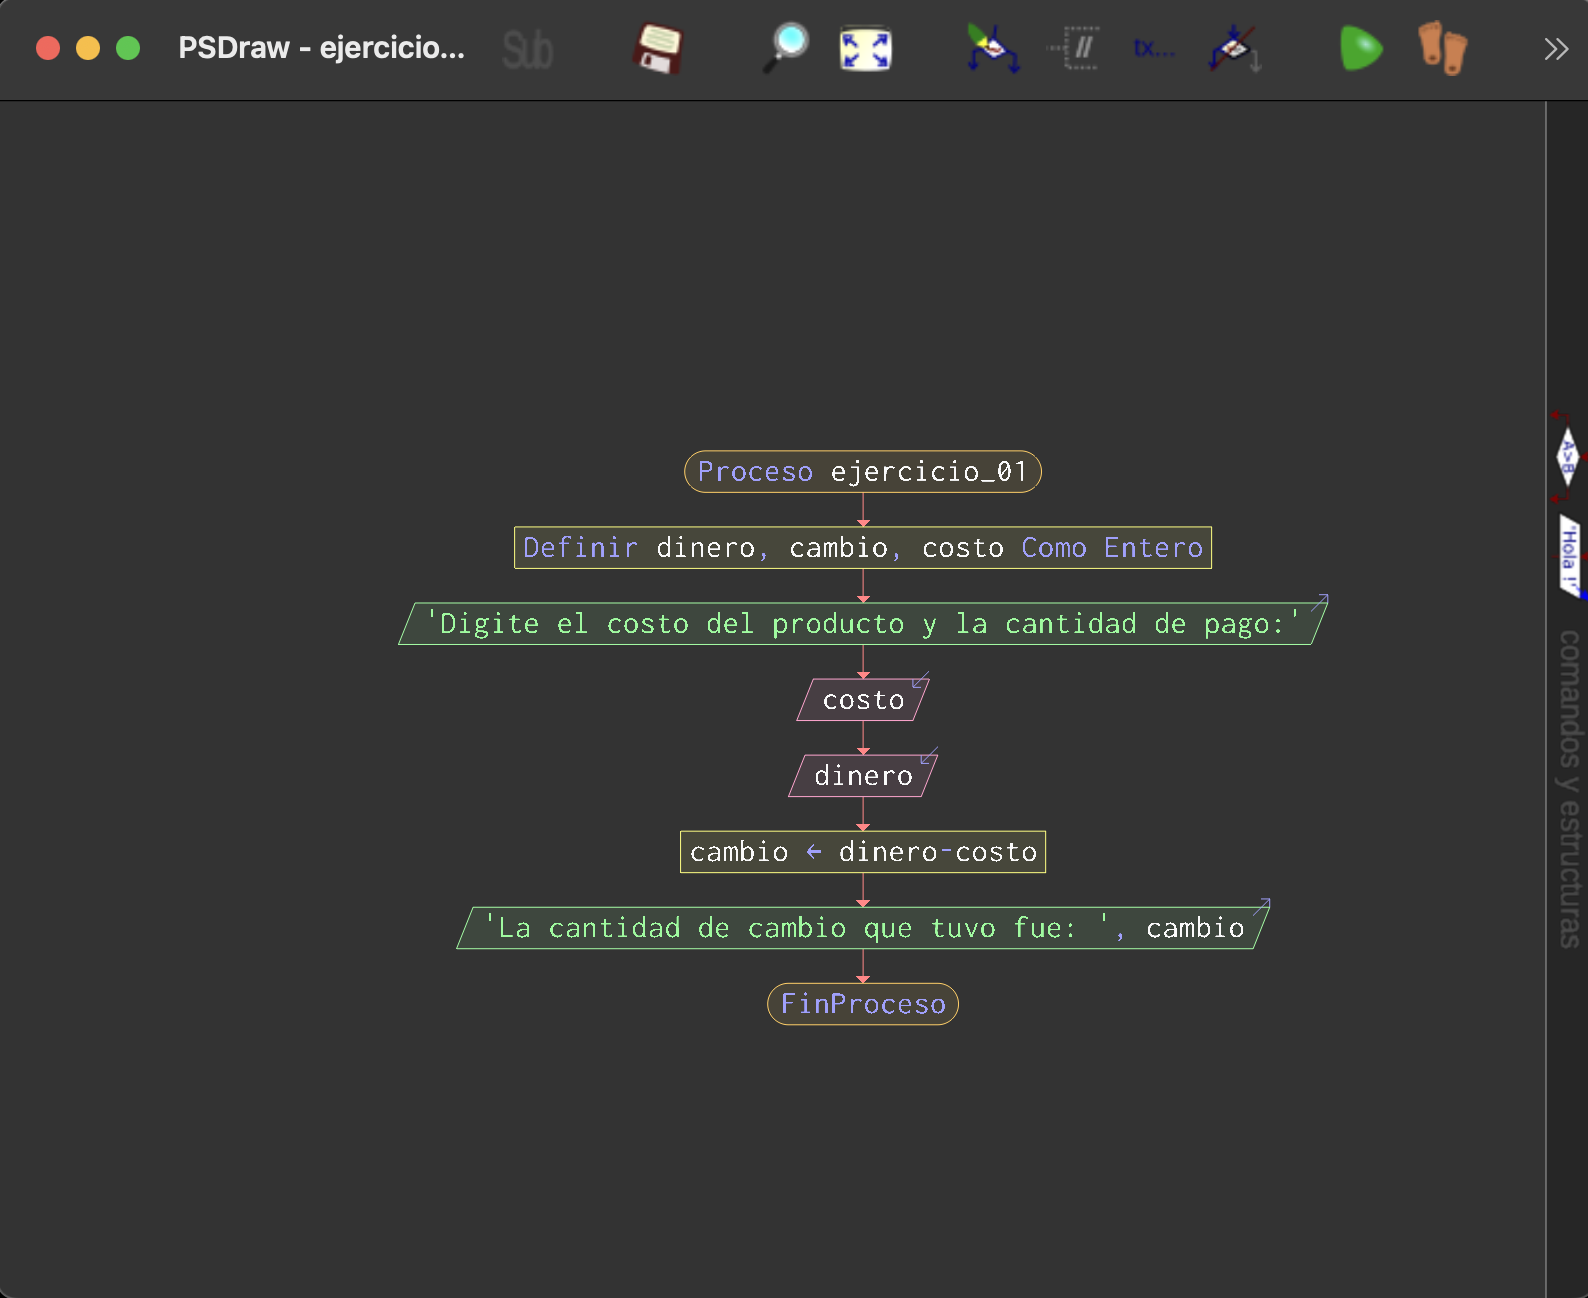 PSDraw - ejercicio...
Sub
//
tx...
Proceso ejercicio_01
Definir dinero, cambio, costo Como Entero
'Digite el costo del producto y la cantidad de pago:'
costo
dinero
cambio ← dinero-costo
'La cantidad de cambio que tuvo fue: ', cambio
FinProceso
A>B
"Hola !"
comandos y estructuras